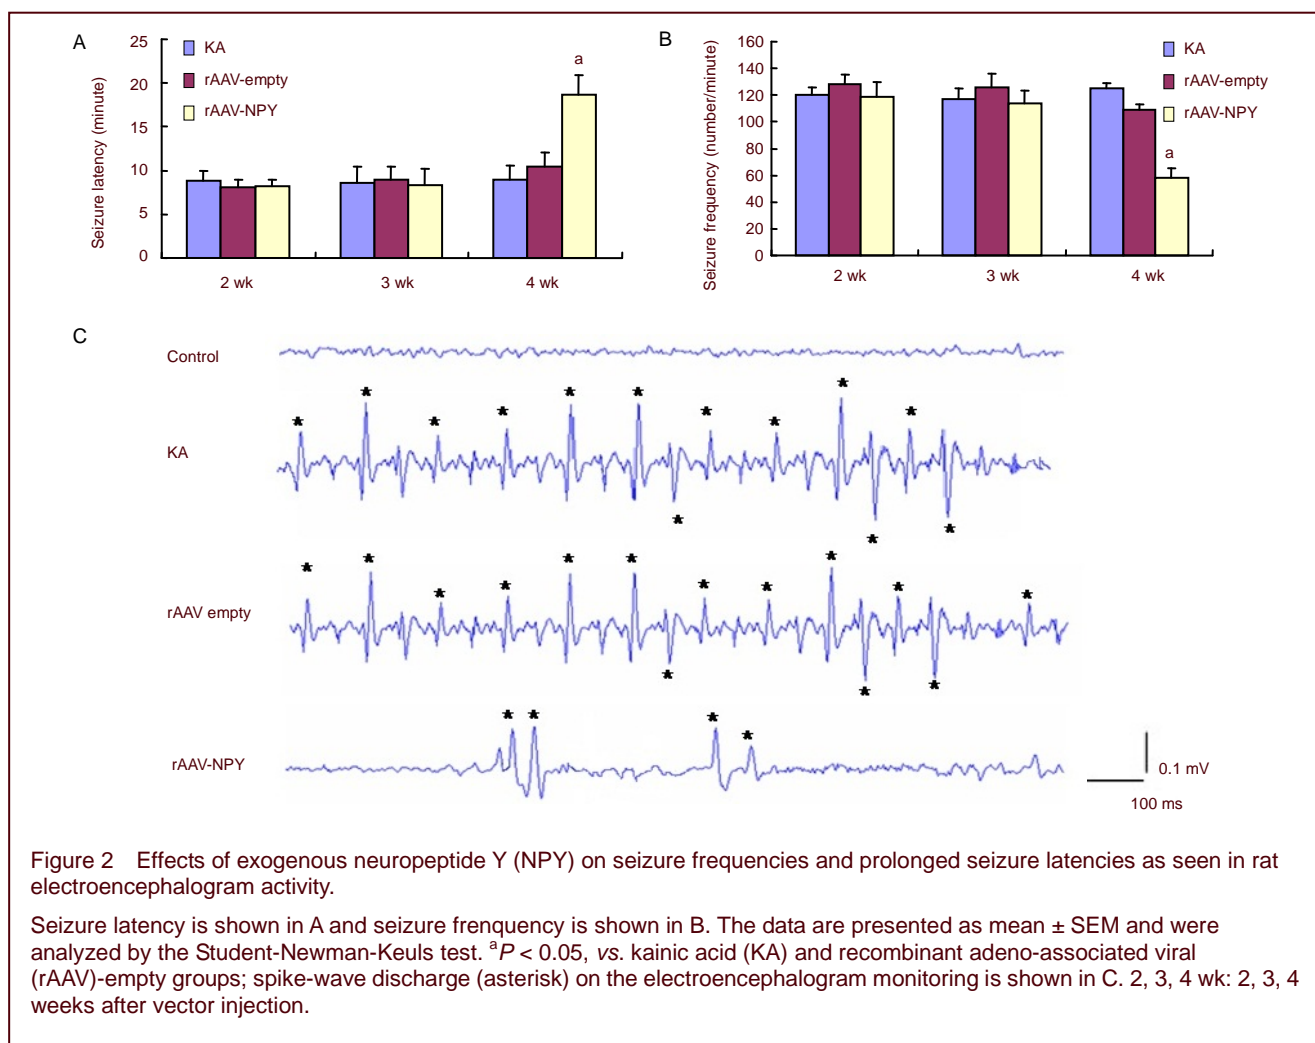 A
25
20
15
10
5
0
Seizure latency (minute)
KA
rAAV-empty
rAAV-NPY
a
2 wk
3 wk
4 wk
B
160
140
120
100
80
60
40
20
0
Seizure frequency (number/minute)
KA
rAAV-empty
rAAV-NPY
a
2 wk
3 wk
4 wk
C
Control
KA
rAAV empty
rAAV-NPY
0.1 mV
100 ms
Figure 2 Effects of exogenous neuropeptide Y (NPY) on seizure frequencies and prolonged seizure latencies as seen in rat
electroencephalogram activity.
Seizure latency is shown in A and seizure frenquency is shown in B. The data are presented as mean ± SEM and were
analyzed by the Student-Newman-Keuls test. ᵃP < 0.05, vs. kainic acid (KA) and recombinant adeno-associated viral
(rAAV)-empty groups; spike-wave discharge (asterisk) on the electroencephalogram monitoring is shown in C. 2, 3, 4 wk: 2, 3, 4
weeks after vector injection.